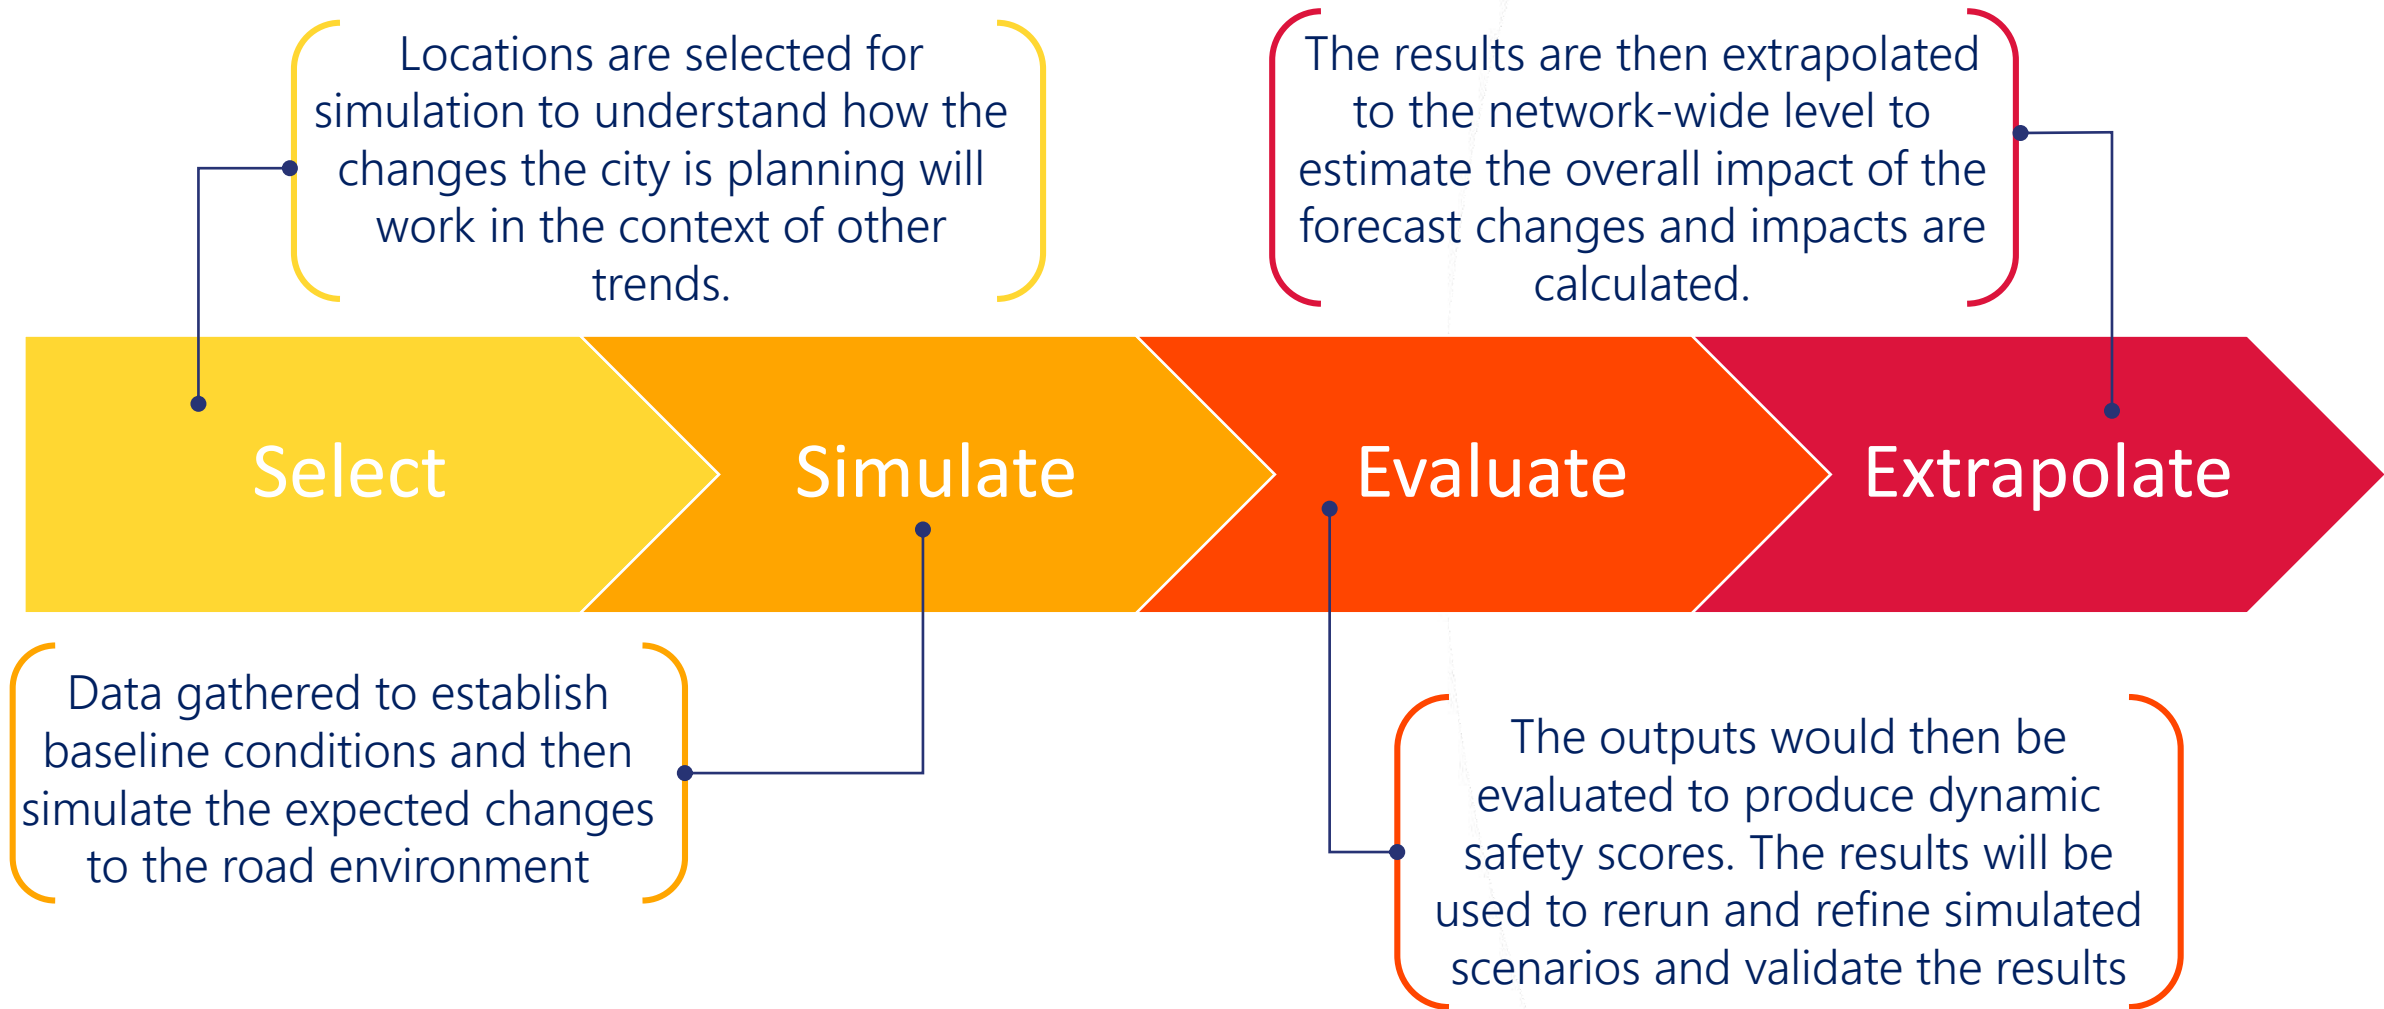 Locations are selected for
simulation to understand how the
changes the city is planning will
work in the context of other
trends.
The results are then extrapolated
to the network-wide level to
estimate the overall impact of the
forecast changes and impacts are
calculated.
Select
Simulate
Evaluate
Extrapolate
Data gathered to establish
baseline conditions and then
simulate the expected changes
to the road environment
The outputs would then be
evaluated to produce dynamic
safety scores. The results will be
used to rerun and refine simulated
scenarios and validate the results